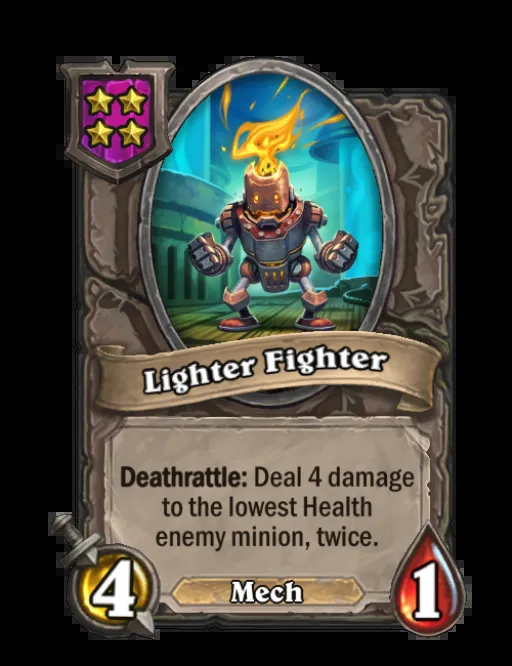 Lighter Fighter
Deathrattle: Deal 4 damage
to the lowest Health
enemy minion, twice.
4
Mech
1